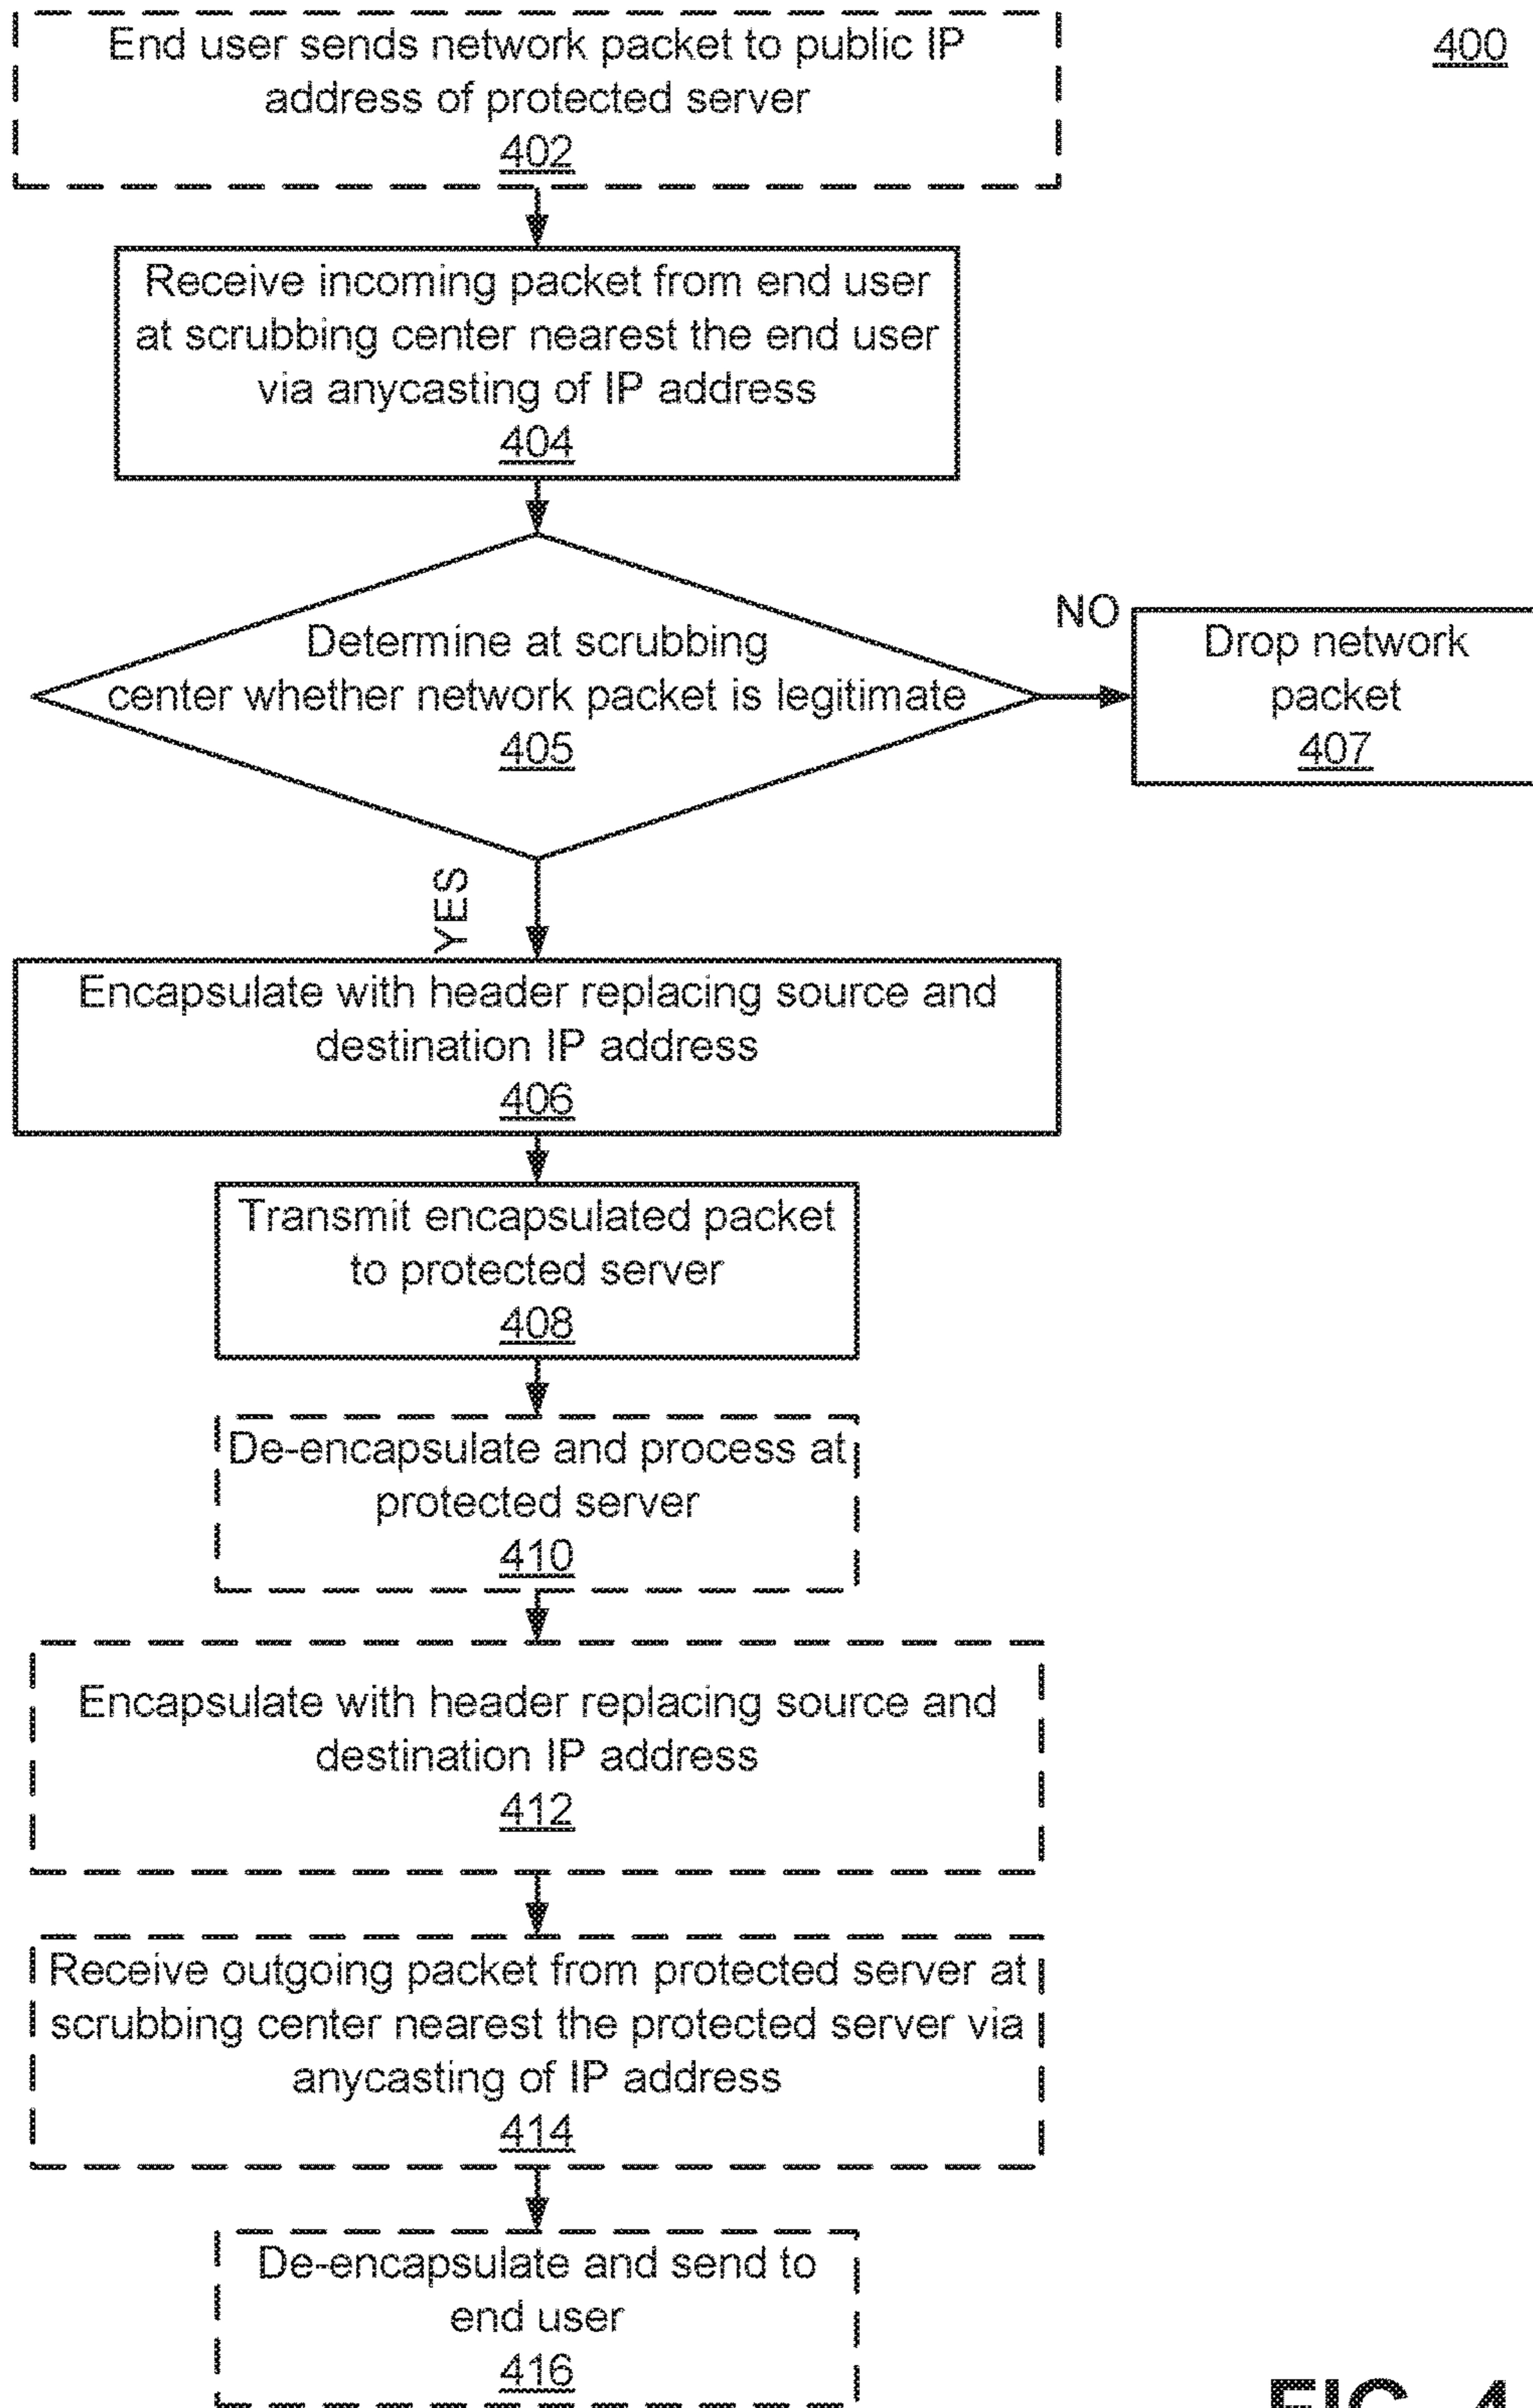 End user sends network packet to public IP
address of protected server
402
400
Receive incoming packet from end user
at scrubbing center nearest the end user
via anycasting of IP address
404
Determine at scrubbing
center whether network packet is legitimate
405
NO
Drop network
packet
407
YES
Encapsulate with header replacing source and
destination IP address
406
Transmit encapsulated packet
to protected server
408
De-encapsulate and process at
protected server
410
Encapsulate with header replacing source and
destination IP address
412
Receive outgoing packet from protected server at
scrubbing center nearest the protected server via
anycasting of IP address
414
De-encapsulate and send to
end user
416
FIG. 4